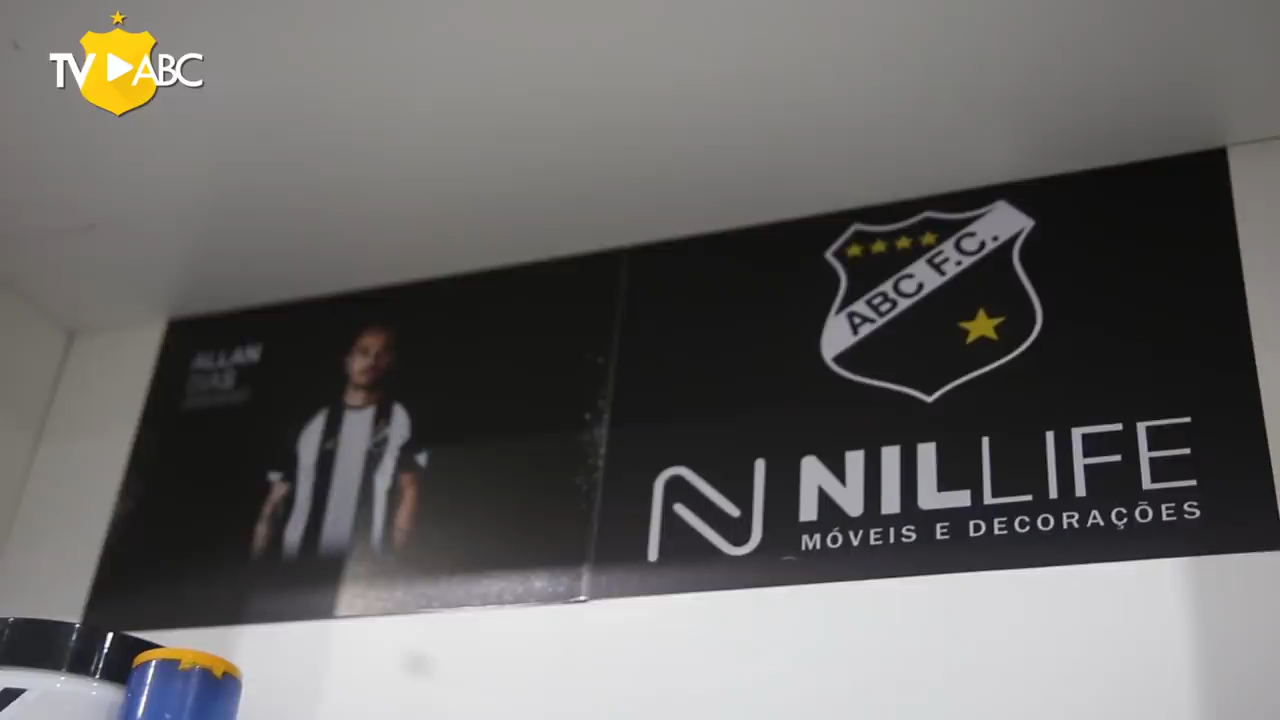 TV ABC
ALLAN
DIAS
ABC F.C.
NILLIFE
MÓVEIS E DECORAÇÕES